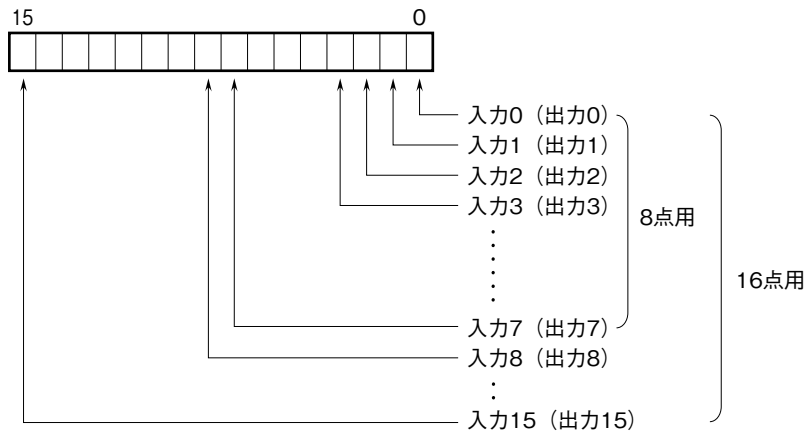 15 0
入力0（出力0）
入力1（出力1）
入力2（出力2）
入力3（出力3）
8点用
16点用
入力7（出力7）
入力8（出力8）
入力15（出力15）